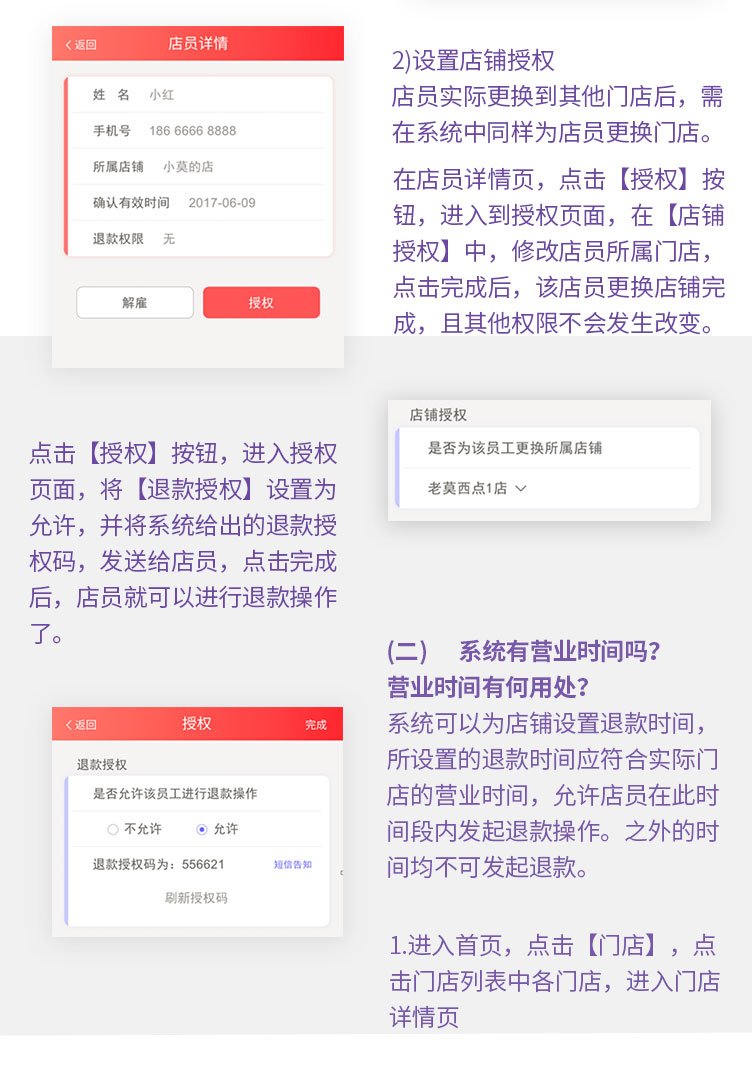 返回
店员详情
姓 名 小红
手机号 186 6666 8888
所属店铺 小莫的店
确认有效时间 2017-06-09
退款权限 无
解雇
授权
2)设置店铺授权
店员实际更换到其他门店后，需
在系统中同样为店员更换门店。
在店员详情页，点击【授权】按
钮，进入到授权页面，在【店铺
授权】中，修改店员所属门店，
点击完成后，该店员更换店铺完
成，且其他权限不会发生改变。
点击【授权】按钮，进入授权
页面，将【退款授权】设置为
允许，并将系统给出的退款授
权码，发送给店员，点击完成
后，店员就可以进行退款操作
了。
店铺授权
是否为该员工更换所属店铺
老莫西点1店
返回
授权
完成
退款授权
是否允许该员工进行退款操作
不允许 允许
退款授权码为：556621 短信告知
刷新授权码
(二) 系统有营业时间吗?
营业时间有何用处?
系统可以为店铺设置退款时间，
所设置的退款时间应符合实际门
店的营业时间，允许店员在此时
间段内发起退款操作。之外的时
间均不可发起退款。
1.进入首页，点击【门店】，点
击门店列表中各门店，进入门店
详情页